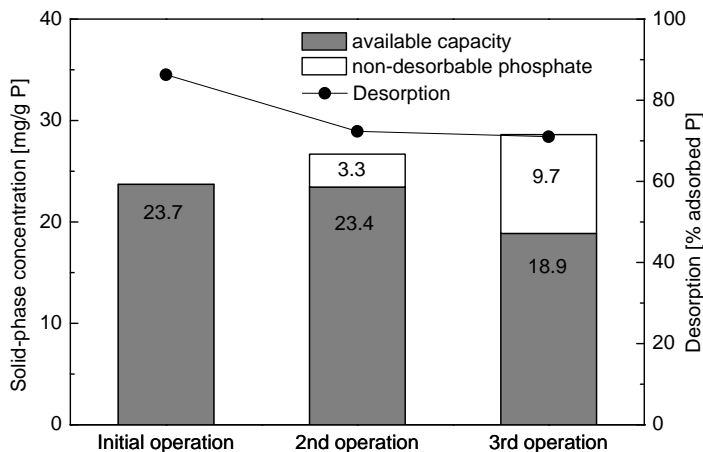 40
30
20
10
0
Solid-phase concentration [mg/g P]
available capacity
non-desorbable phosphate
Desorption
23.7
3.3
23.4
9.7
18.9
Initial operation
2nd operation
3rd operation
100
80
60
40
20
0
Desorption [% adsorbed P]